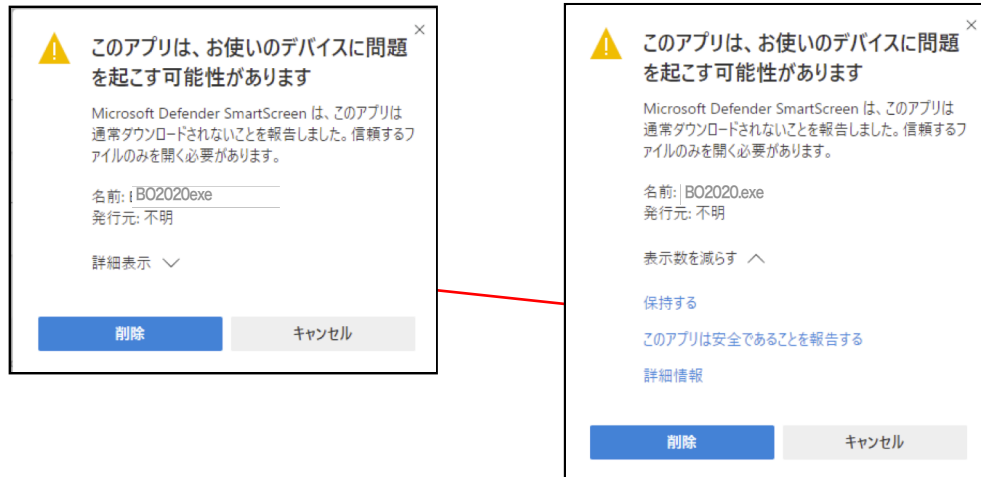 このアプリは、お使いのデバイスに問題
を起こす可能性があります
Microsoft Defender SmartScreen は、このアプリは
通常ダウンロードされないことを報告しました。信頼するフ
ァイルのみを開く必要があります。
名前: BO2020exe
発行元: 不明
詳細表示
削除
キャンセル
このアプリは、お使いのデバイスに問題
を起こす可能性があります
Microsoft Defender SmartScreen は、このアプリは
通常ダウンロードされないことを報告しました。信頼するフ
ァイルのみを開く必要があります。
名前: BO2020.exe
発行元: 不明
表示数を減らす
保持する
このアプリは安全であることを報告する
詳細情報
削除
キャンセル